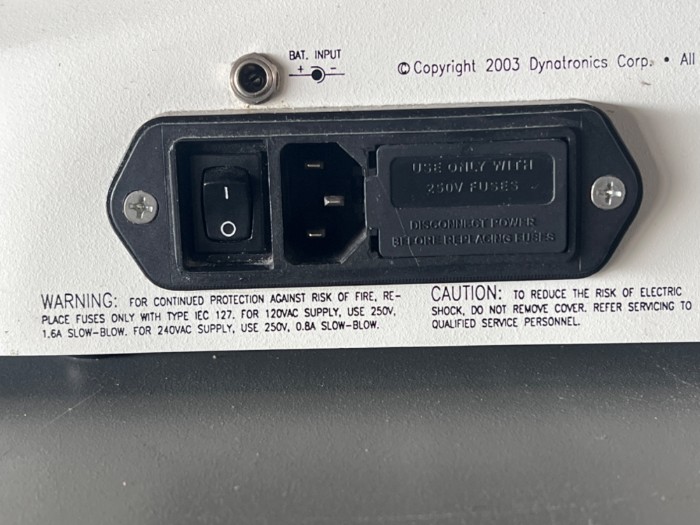 BAT. INPUT
+ -
© Copyright 2003 Dynatronics Corp. • All
I
O
USE ONLY WITH
250V FUSES
DISCONNECT POWER
BEFORE REPLACING FUSES
WARNING: FOR CONTINUED PROTECTION AGAINST RISK OF FIRE, RE-
PLACE FUSES ONLY WITH TYPE IEC 127. FOR 120VAC SUPPLY, USE 250V,
1.6A SLOW-BLOW. FOR 240VAC SUPPLY, USE 250V, 0.8A SLOW-BLOW.
CAUTION: TO REDUCE THE RISK OF ELECTRIC
SHOCK, DO NOT REMOVE COVER. REFER SERVICING TO
QUALIFIED SERVICE PERSONNEL.